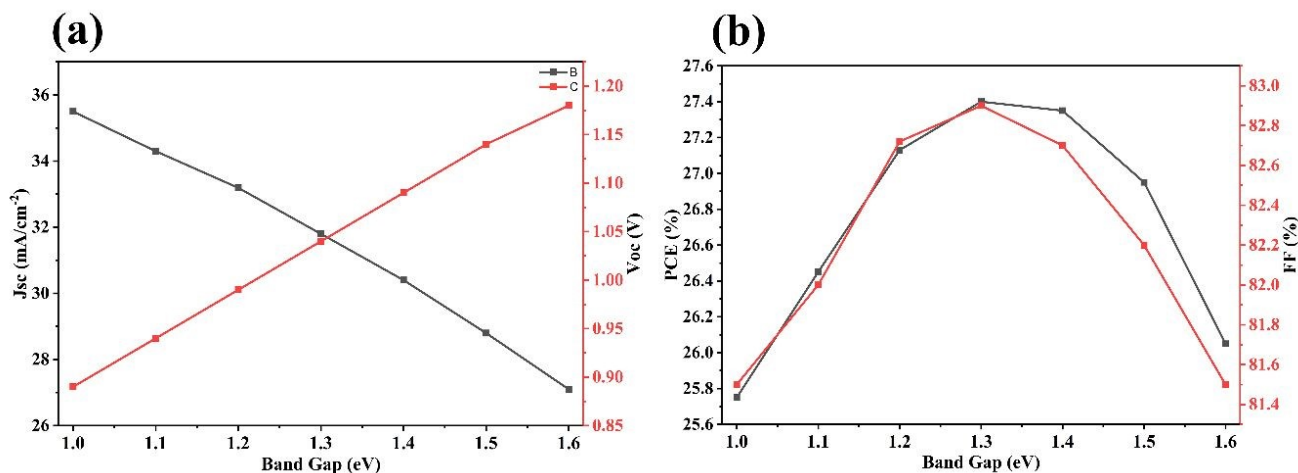 (a)
B
C
Jsc (mA/cm-2)
36
34
32
30
28
26
1.20
1.15
1.10
1.05
1.00
0.95
0.90
0.85
Voc (V)
1.0 1.1 1.2 1.3 1.4 1.5 1.6
Band Gap (eV)
(b)
PCE (%)
27.6
27.4
27.2
27.0
26.8
26.6
26.4
26.2
26.0
25.8
25.6
83.0
82.8
82.6
82.4
82.2
82.0
81.8
81.6
81.4
FF (%)
1.0 1.1 1.2 1.3 1.4 1.5 1.6
Band Gap (eV)